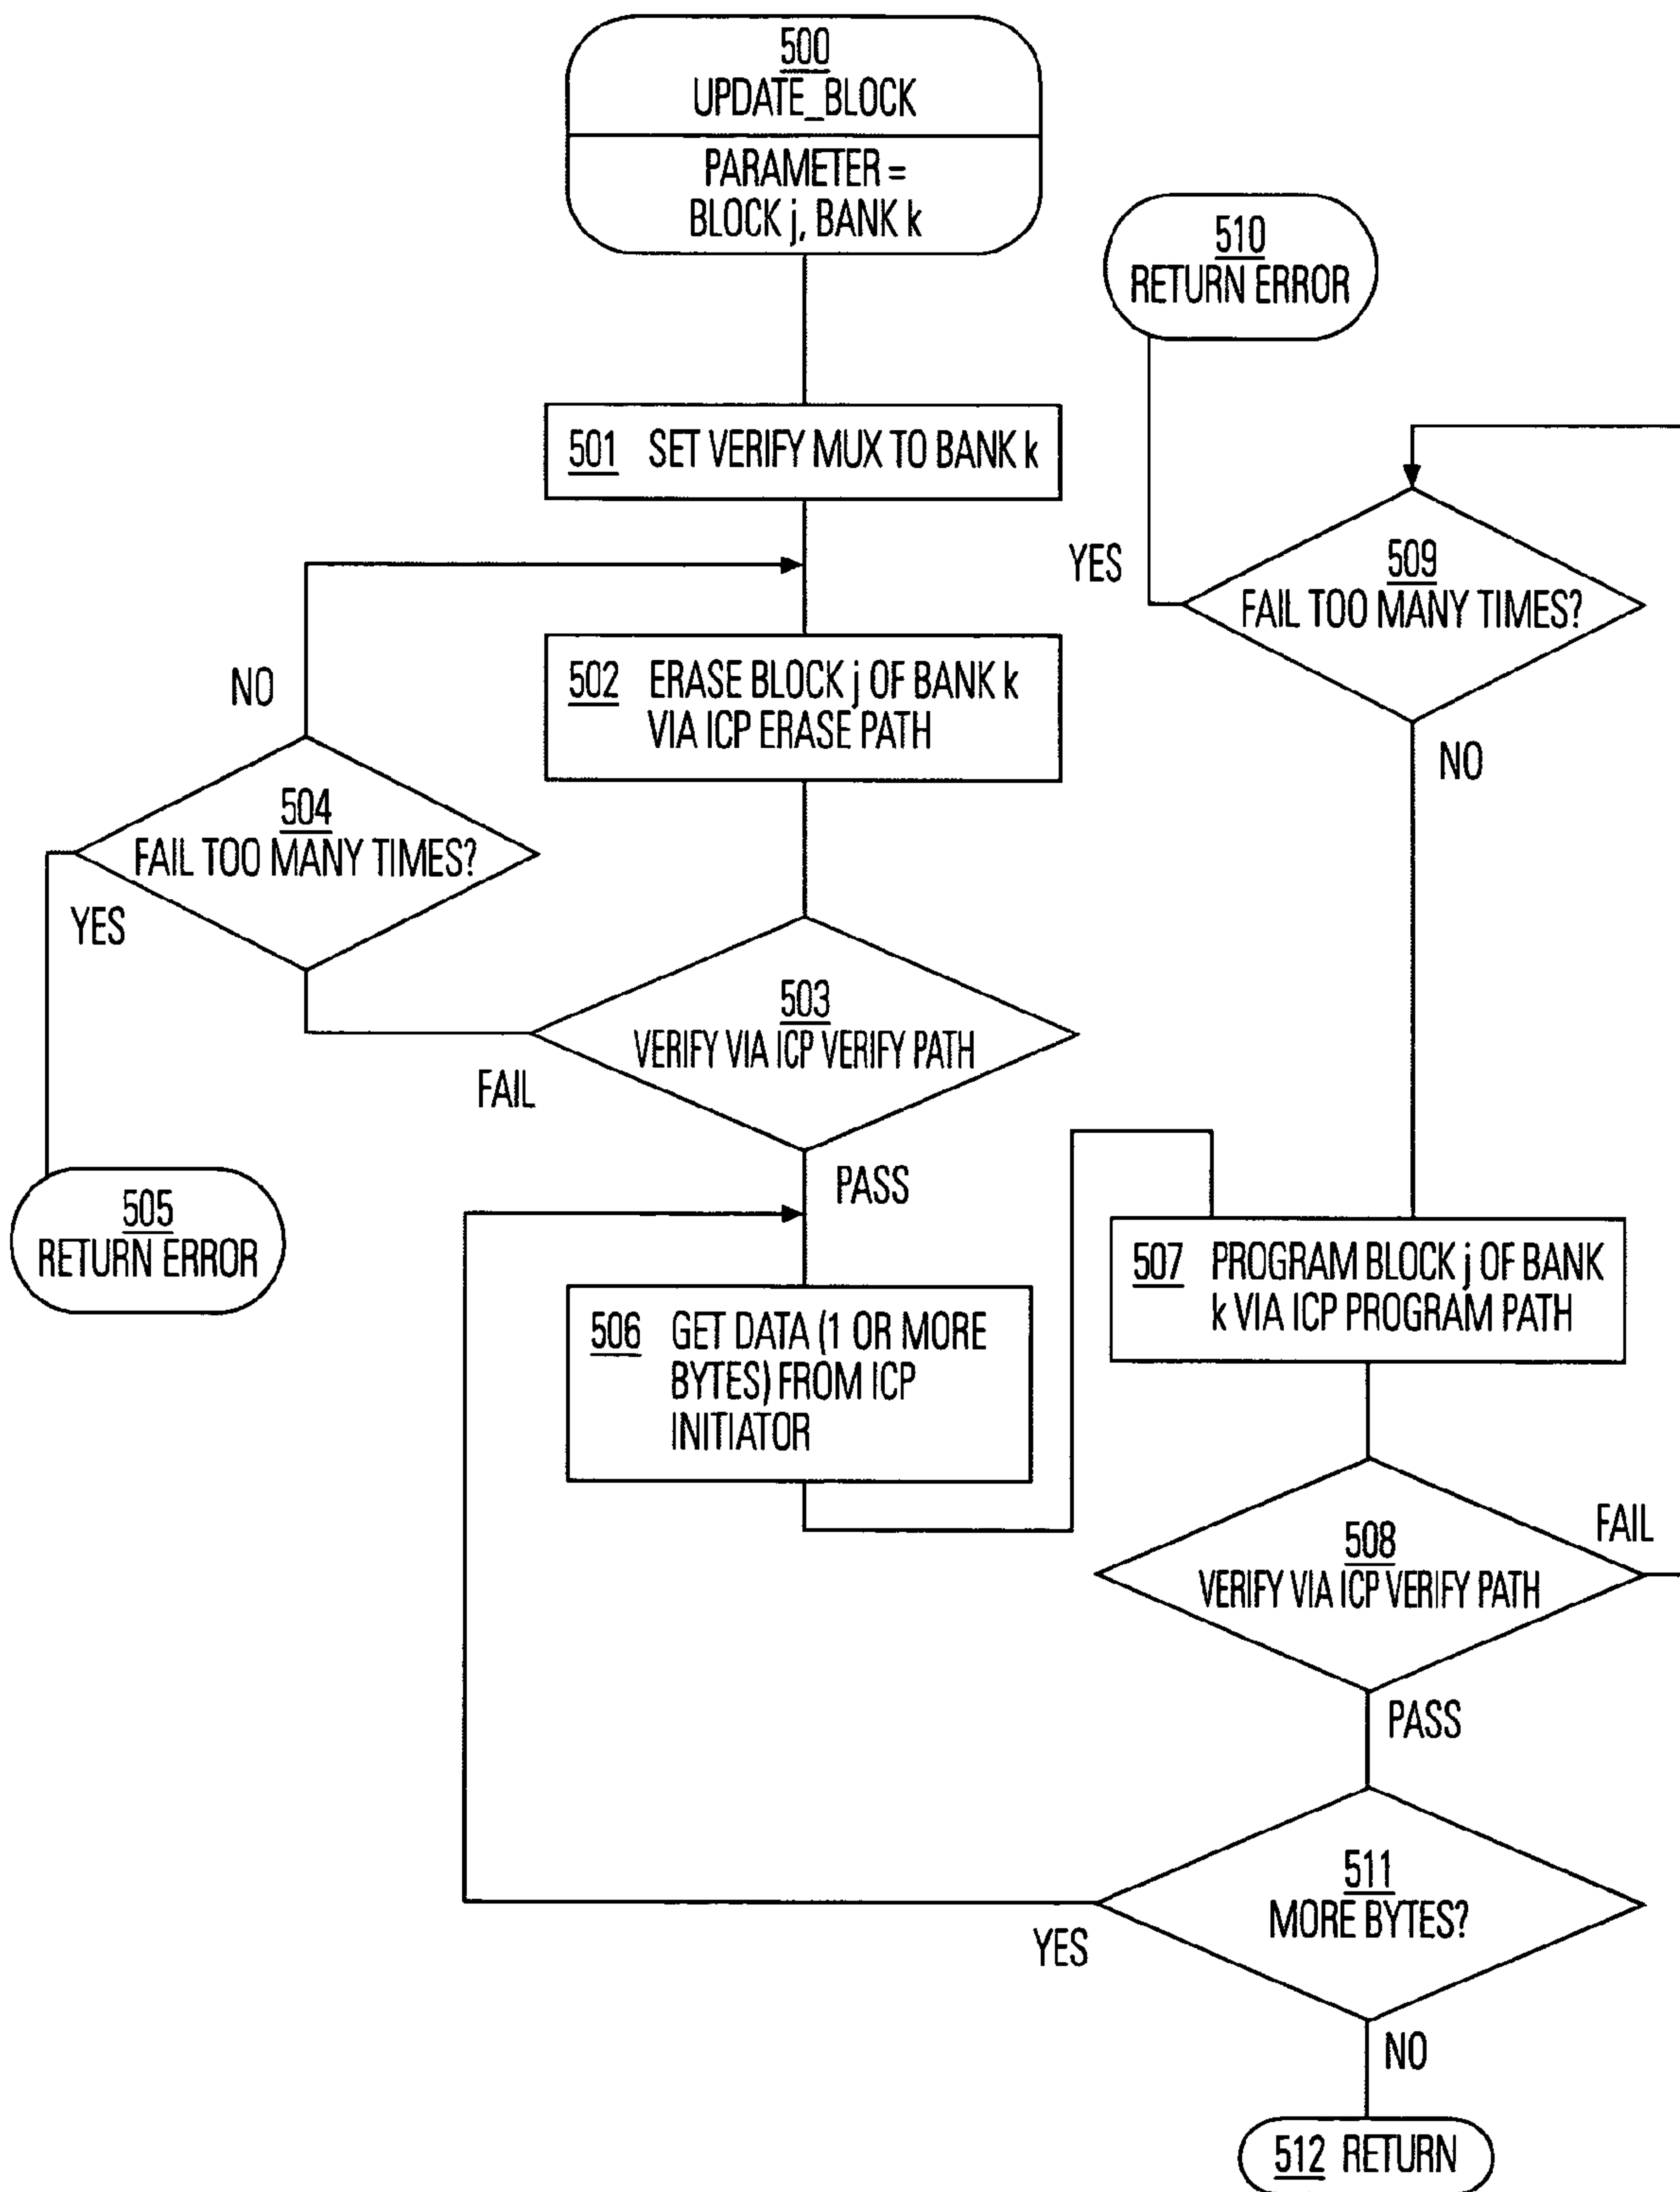 500
UPDATE_BLOCK
PARAMETER =
BLOCK j, BANK k
501 SET VERIFY MUX TO BANK k
502 ERASE BLOCK j OF BANK k
VIA ICP ERASE PATH
503
VERIFY VIA ICP VERIFY PATH
FAIL
PASS
504
FAIL TOO MANY TIMES?
NO
YES
505
RETURN ERROR
506 GET DATA (1 OR MORE
BYTES) FROM ICP
INITIATOR
507 PROGRAM BLOCK j OF BANK
k VIA ICP PROGRAM PATH
508
VERIFY VIA ICP VERIFY PATH
FAIL
PASS
509
FAIL TOO MANY TIMES?
YES
NO
510
RETURN ERROR
511
MORE BYTES?
YES
NO
512 RETURN